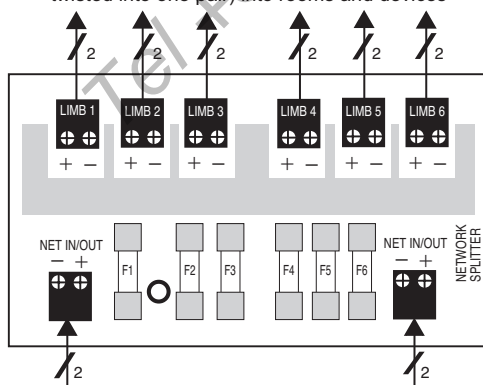 twisted into one pair) rooms and devices
Tel
2 2 2 2 2 2
LIMB 1 LIMB 2 LIMB 3 LIMB 4 LIMB 5 LIMB 6
+ − + − + − + − + − + −
NET IN/OUT
− +
F1 F2 F3 F4 F5 F6
NET IN/OUT
− +
NETWORK
SPLITTER
2 2